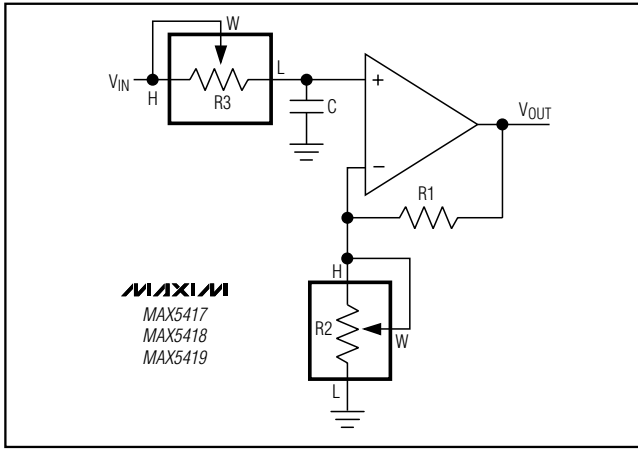 W
L
V_IN
H
R3
C
+
−
V_OUT
R1
H
R2
W
L
MAXIM
MAX5417
MAX5418
MAX5419